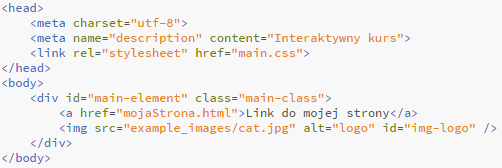 <head>
    <meta charset="utf-8">
    <meta name="description" content="Interaktywny kurs">
    <link rel="stylesheet" href="main.css">
</head>
<body>
    <div id="main-element" class="main-class">
        <a href="mojaStrona.html">Link do mojej strony</a>
        <img src="example_images/cat.jpg" alt="logo" id="img-logo" />
    </div>
</body>